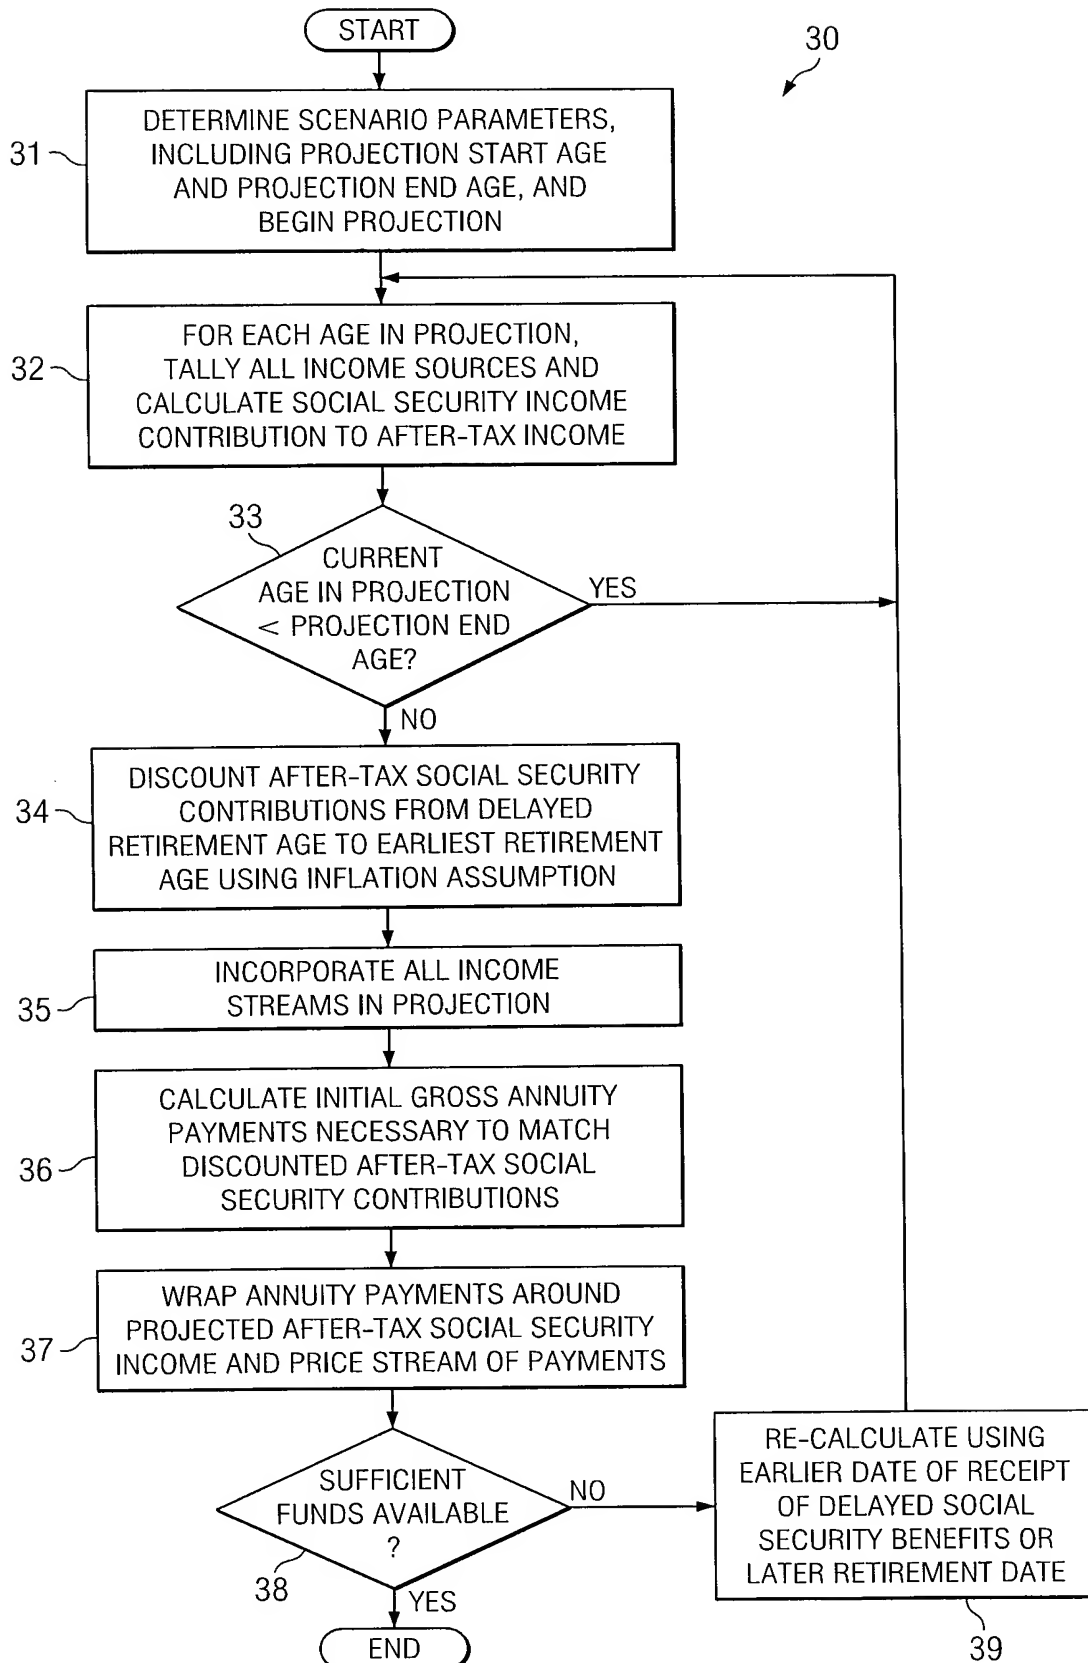 START
30
31
DETERMINE SCENARIO PARAMETERS,
INCLUDING PROJECTION START AGE
AND PROJECTION END AGE, AND
BEGIN PROJECTION
32
FOR EACH AGE IN PROJECTION,
TALLY ALL INCOME SOURCES AND
CALCULATE SOCIAL SECURITY INCOME
CONTRIBUTION TO AFTER-TAX INCOME
33
CURRENT
AGE IN PROJECTION
< PROJECTION END
AGE?
YES
NO
34
DISCOUNT AFTER-TAX SOCIAL SECURITY
CONTRIBUTIONS FROM DELAYED
RETIREMENT AGE TO EARLIEST RETIREMENT
AGE USING INFLATION ASSUMPTION
35
INCORPORATE ALL INCOME
STREAMS IN PROJECTION
36
CALCULATE INITIAL GROSS ANNUITY
PAYMENTS NECESSARY TO MATCH
DISCOUNTED AFTER-TAX SOCIAL
SECURITY CONTRIBUTIONS
37
WRAP ANNUITY PAYMENTS AROUND
PROJECTED AFTER-TAX SOCIAL SECURITY
INCOME AND PRICE STREAM OF PAYMENTS
SUFFICIENT
FUNDS AVAILABLE
?
38
NO
YES
RE-CALCULATE USING
EARLIER DATE OF RECEIPT
OF DELAYED SOCIAL
SECURITY BENEFITS OR
LATER RETIREMENT DATE
39
END